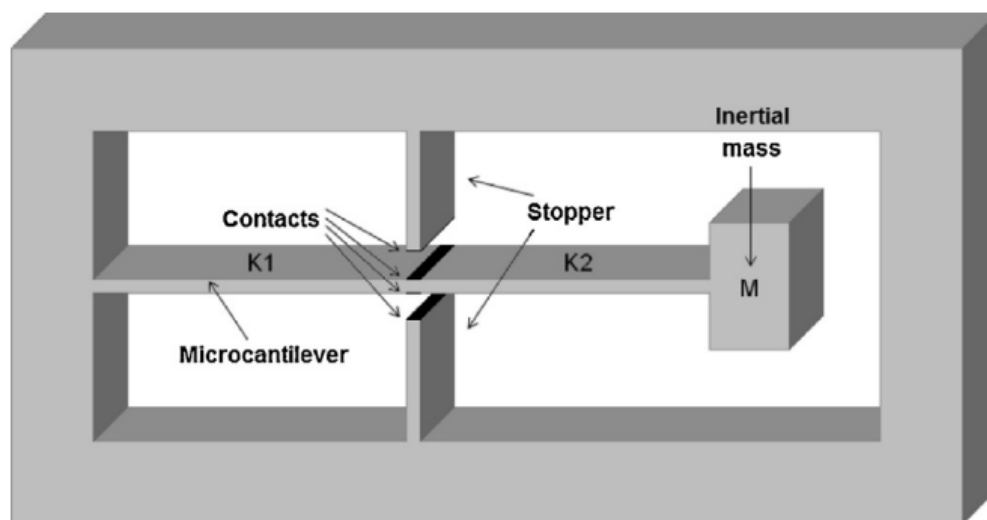 Inertial
mass
Contacts
Stopper
K1
K2
M
Microcantilever